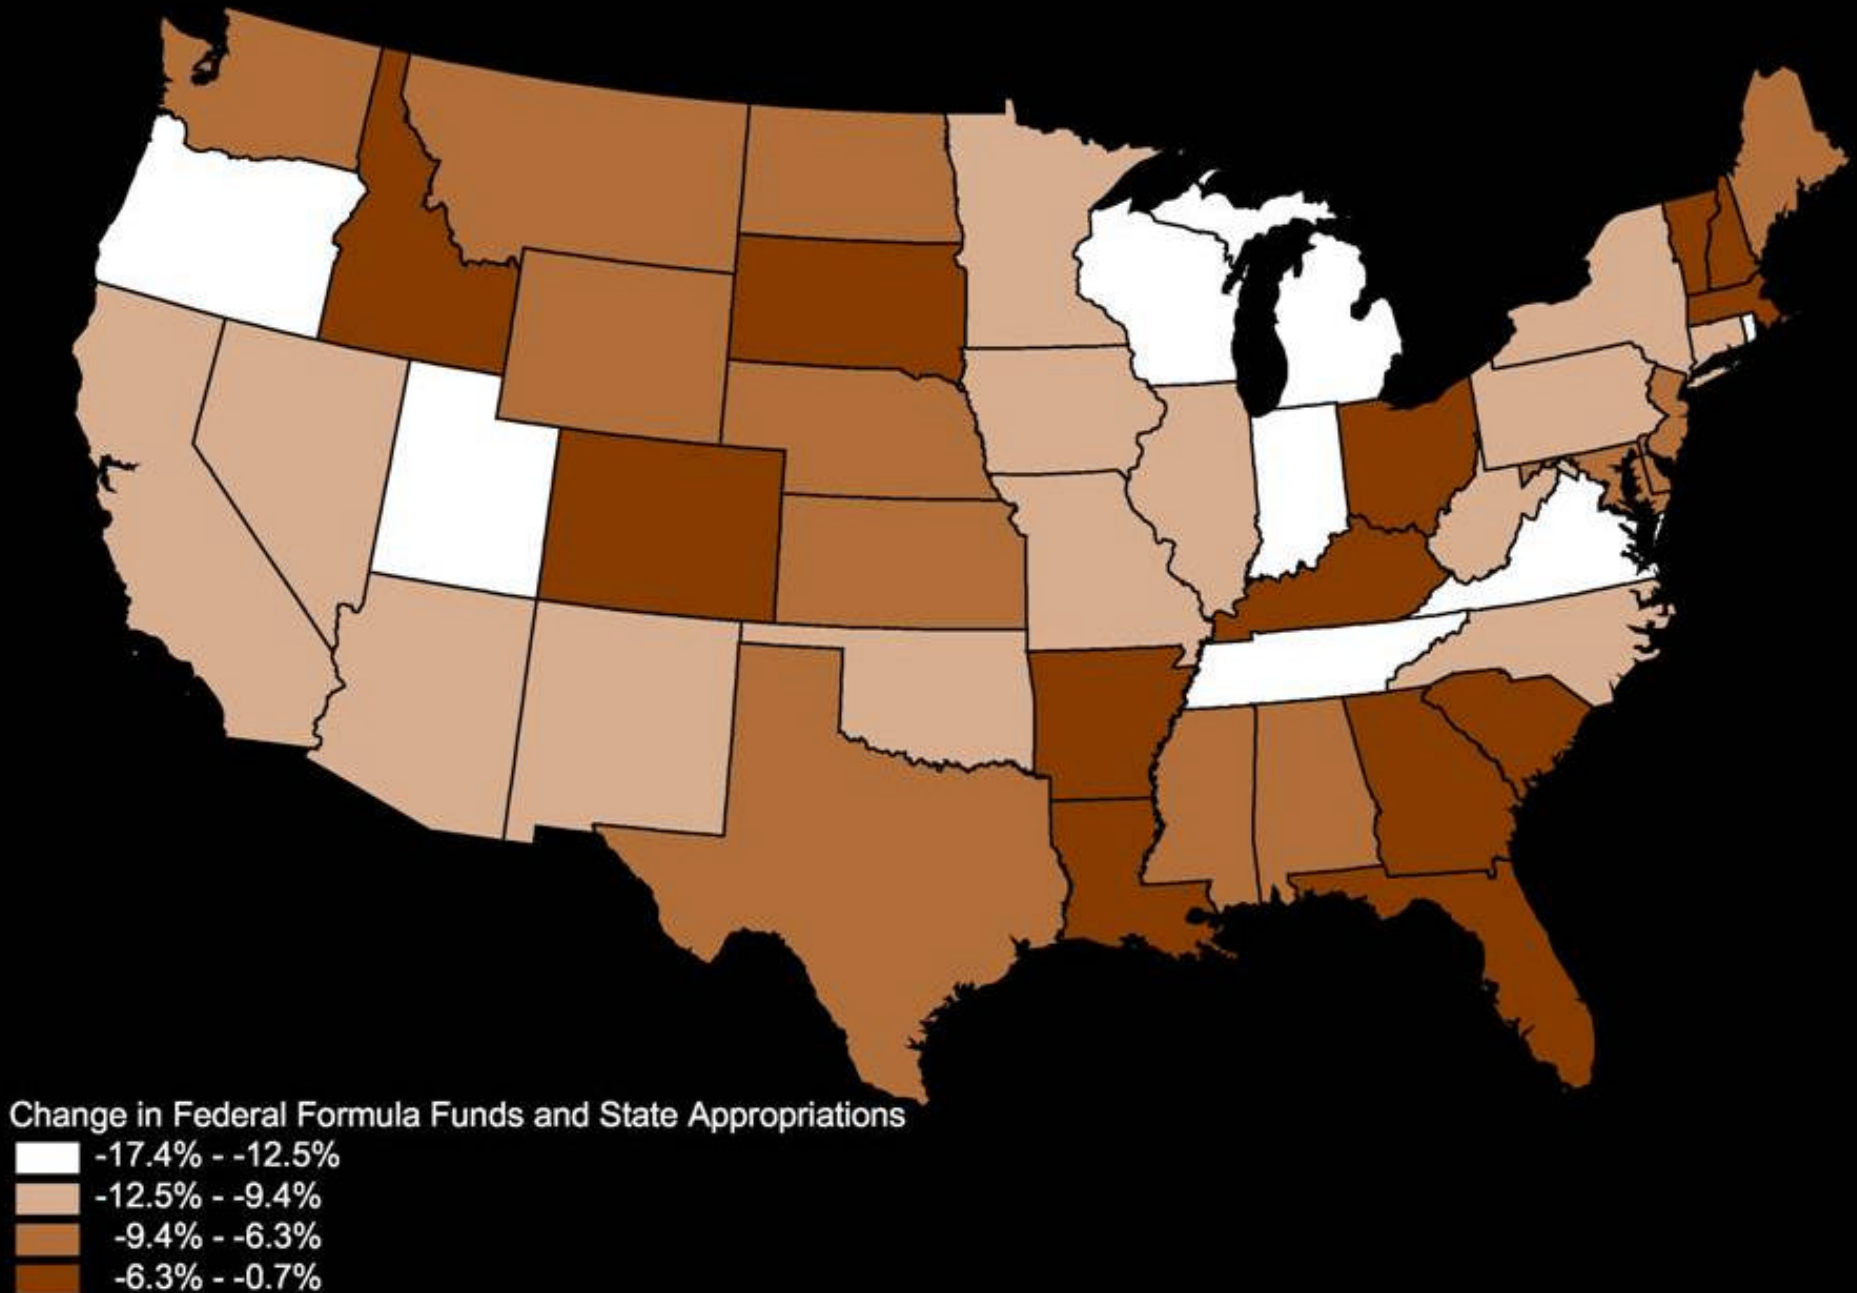 Change in Federal Formula Funds and State Appropriations
-17.4% - -12.5%
-12.5% - -9.4%
-9.4% - -6.3%
-6.3% - -0.7%